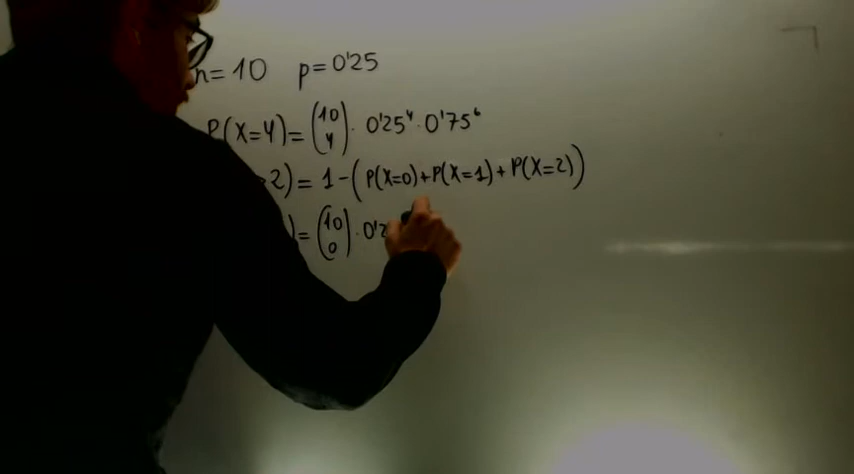 n=10 p=0'25
P(X=4)=(10 4)·0'25⁴·0'75⁶
2)=1-(P(X=0)+P(X=1)+P(X=2))
)=(10 0)·0'2